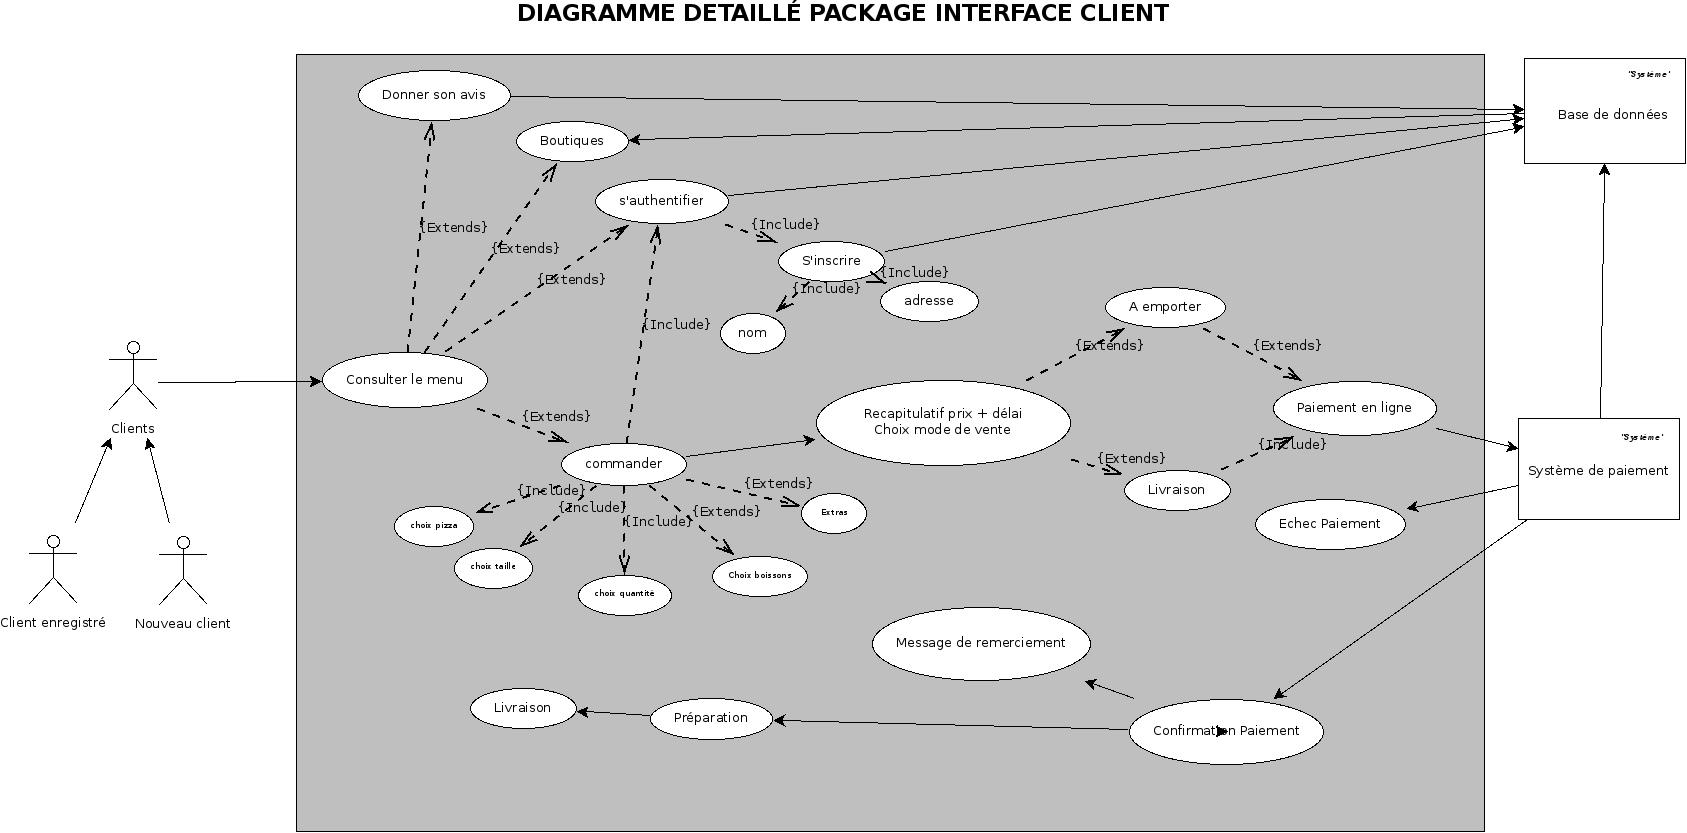 DIAGRAMME DETAILLÉ PACKAGE INTERFACE CLIENT
"Système"
Base de données
Donner son avis
Boutiques
s'authentifier
{Extends}
{Extends}
{Extends}
{Include}
S'inscrire
{Include}
{Include}
adresse
nom
{Include}
A emporter
{Extends}
{Extends}
Consulter le menu
Clients
{Extends}
Recapitulatif prix + délai
Choix mode de vente
Paiement en ligne
"Système"
Système de paiement
{Include}
{Extends}
Livraison
commander
{Include}
{Include}
{Include}
{Extends}
{Extends}
choix pizza
choix taille
choix quantité
Choix boissons
Extras
Echec Paiement
Client enregistré
Nouveau client
Message de remerciement
Livraison
Préparation
Confirmation Paiement